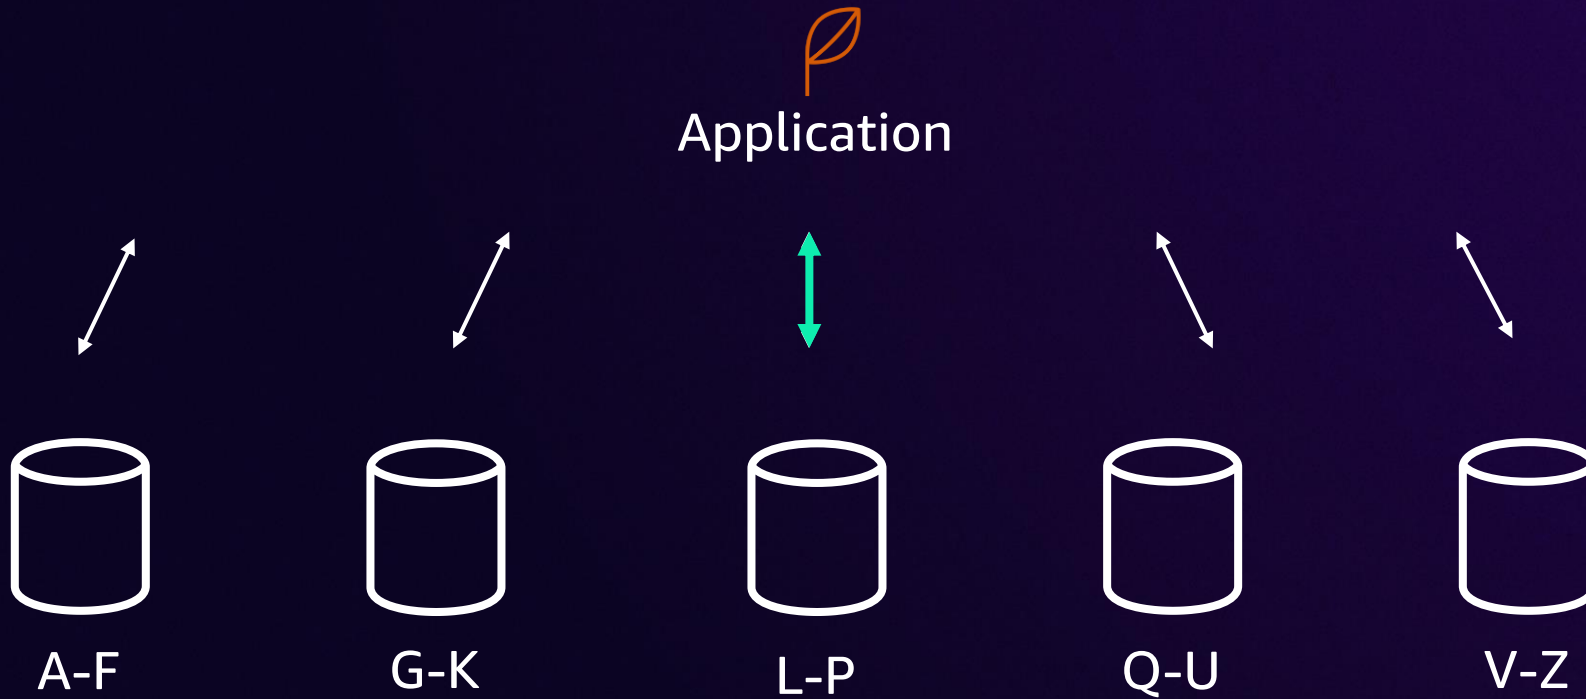 Application
A-F
G-K
L-P
Q-U
V-Z